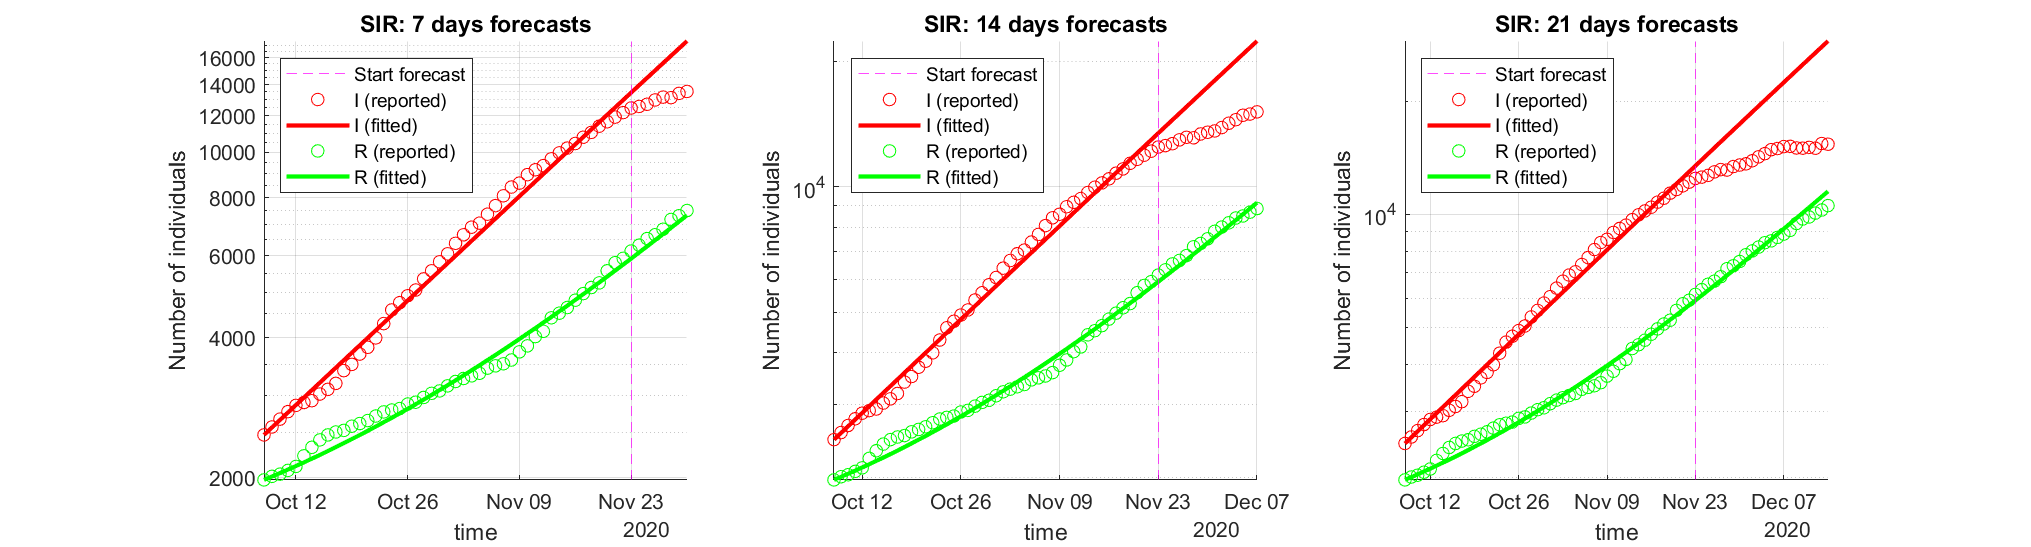 SIR: 7 days forecasts
16000
14000
12000
10000
8000
6000
4000
2000
Number of individuals
Start forecast
I (reported)
I (fitted)
R (reported)
R (fitted)
Oct 12
Oct 26
Nov 09
Nov 23
time
2020
SIR: 14 days forecasts
10^4
Number of individuals
Start forecast
I (reported)
I (fitted)
R (reported)
R (fitted)
Oct 12
Oct 26
Nov 09
Nov 23
Dec 07
time
2020
SIR: 21 days forecasts
10^4
Number of individuals
Start forecast
I (reported)
I (fitted)
R (reported)
R (fitted)
Oct 12
Oct 26
Nov 09
Nov 23
Dec 07
time
2020